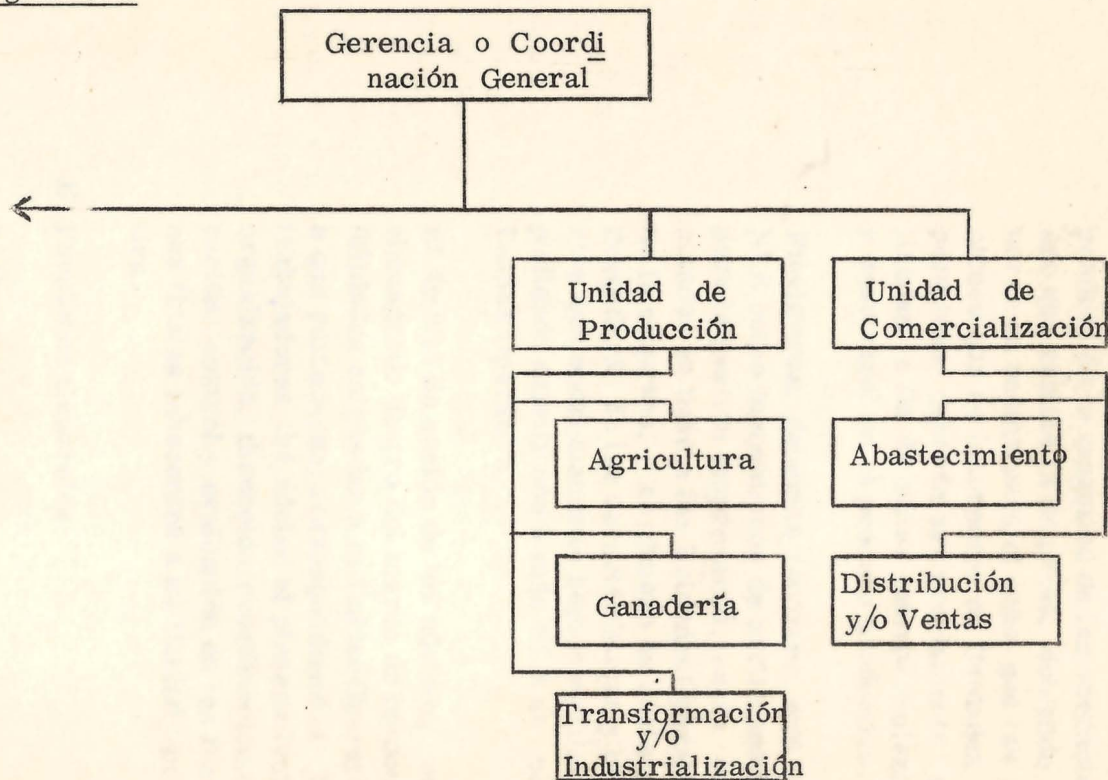 Gerencia o Coordi
nación General
Unidad de
Producción
Unidad de
Comercialización
Agricultura
Abastecimiento
Ganadería
Distribución
y/o Ventas
Transformación
y/o
Industrialización